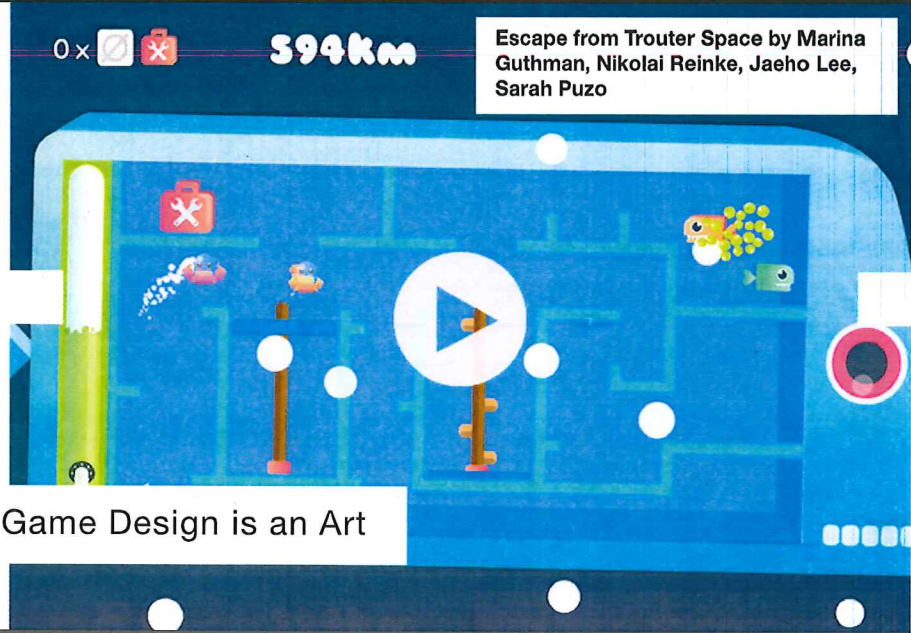 0 x
594Km
Escape from Trouter Space by Marina
Guthman, Nikolai Reinke, Jaeho Lee,
Sarah Puzo
Game Design is an Art